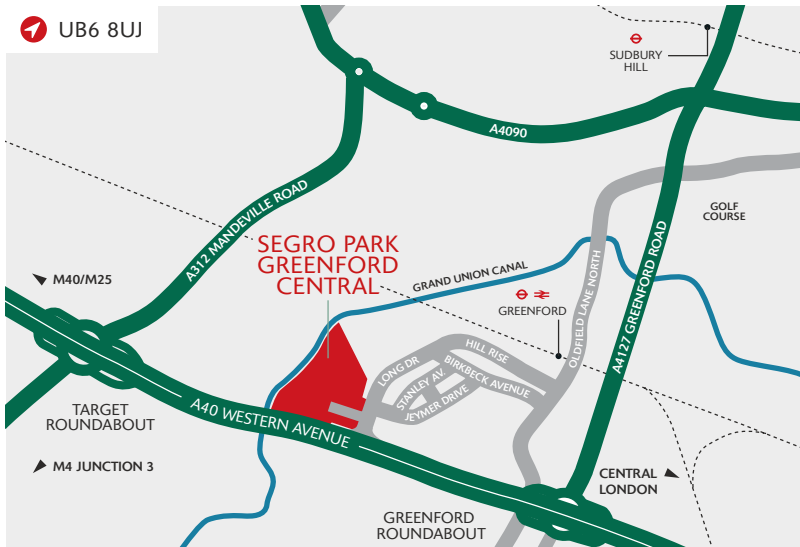 UB6 8UJ
SUDBURY
HILL
A4090
A312 MANDEVILLE ROAD
GOLF
COURSE
SEGRO PARK
GREENFORD
CENTRAL
M40/M25
GRAND UNION CANAL
GREENFORD
OLDFIELD LANE NORTH
A4127 GREENFORD ROAD
HILL RISE
LONG DR
BIRKBECK AVENUE
STANLEY AV.
JEYMER DRIVE
TARGET
ROUNDABOUT
A40 WESTERN AVENUE
M4 JUNCTION 3
CENTRAL
LONDON
GREENFORD
ROUNDABOUT